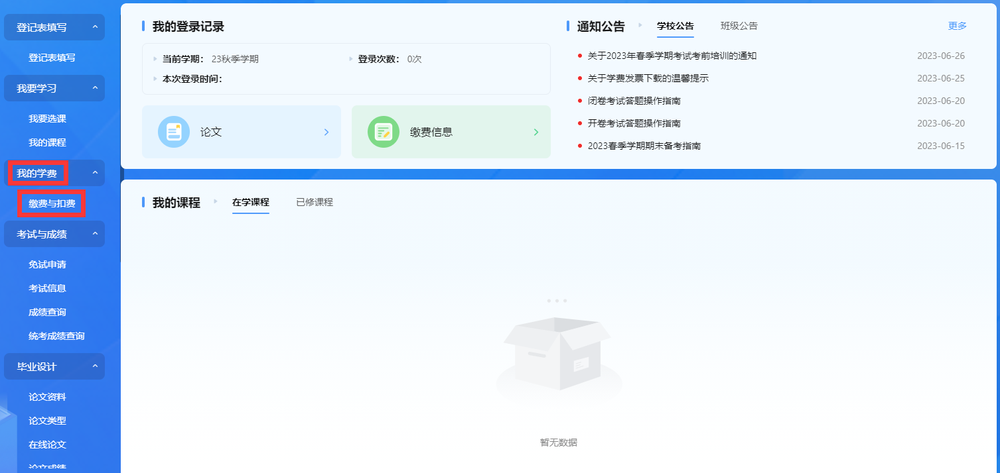 登记表填写
登记表填写
我要学习
我要选课
我的课程
我的学费
缴费与扣费
考试与成绩
免试申请
考试信息
成绩查询
统考成绩查询
毕业设计
论文资料
论文类型
在线论文
论文成绩
我的登录记录
当前学期： 23秋季学期
登录次数： 0次
本次登录时间：
论文
缴费信息
通知公告 学校公告 班级公告 更多
关于2023年春季学期考试考前培训的通知 2023-06-26
关于学费发票下载的温馨提示 2023-06-25
闭卷考试答题操作指南 2023-06-20
开卷考试答题操作指南 2023-06-20
2023春季学期期末备考指南 2023-06-15
我的课程 在学课程 已修课程
暂无数据